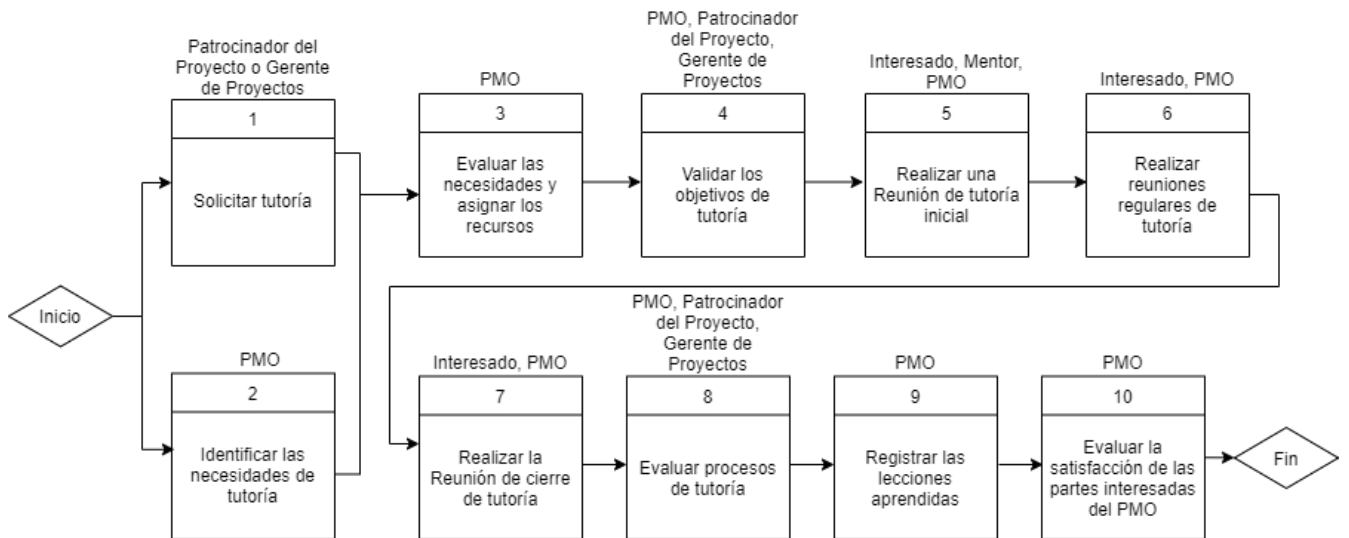 Patrocinador del
Proyecto o Gerente
de Proyectos
1
Solicitar tutoría
PMO
3
Evaluar las
necesidades y
asignar los
recursos
PMO, Patrocinador
del Proyecto,
Gerente de
Proyectos
4
Validar los
objetivos de
tutoría
Interesado, Mentor,
PMO
5
Realizar una
Reunión de tutoría
inicial
Interesado, PMO
6
Realizar
reuniones
regulares de
tutoría
Inicio
PMO
2
Identificar las
necesidades de
tutoría
Interesado, PMO
7
Realizar la
Reunión de cierre
de tutoría
PMO, Patrocinador
del Proyecto,
Gerente de
Proyectos
8
Evaluar procesos
de tutoría
PMO
9
Registrar las
lecciones
aprendidas
PMO
10
Evaluar la
satisfacción de las
partes interesadas
del PMO
Fin